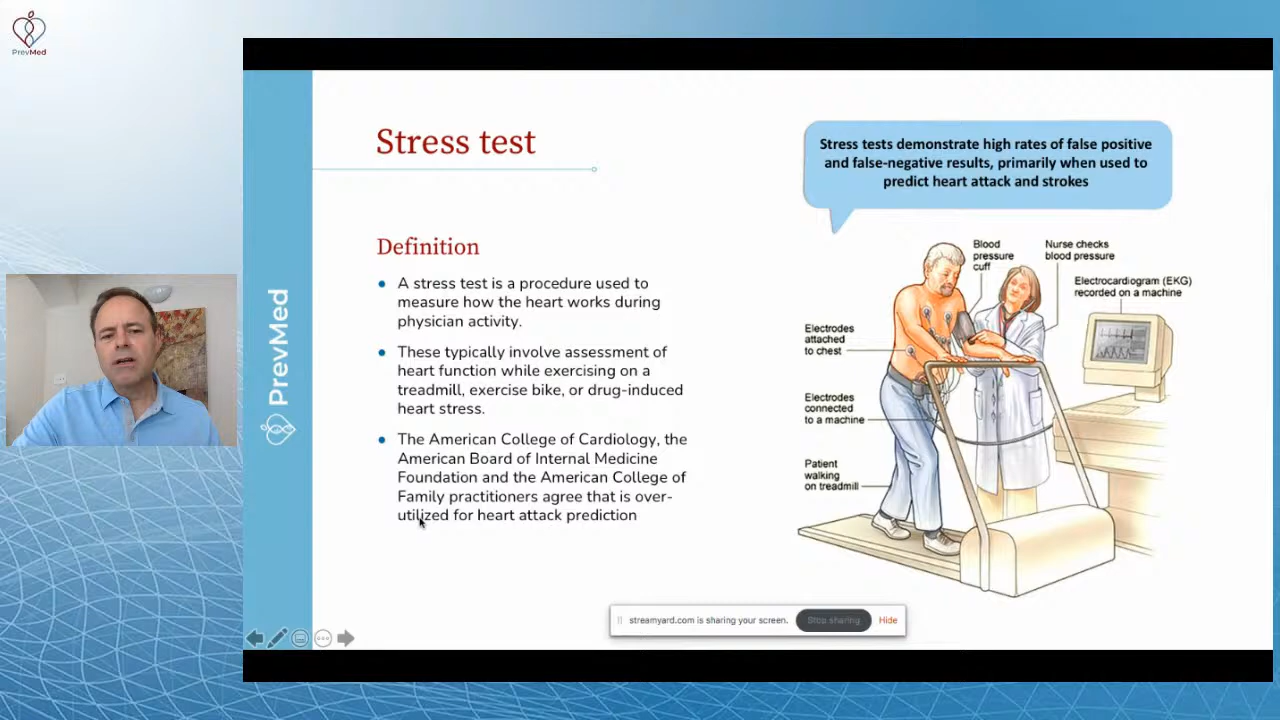 PrevMed
Stress test
Definition
A stress test is a procedure used to
measure how the heart works during
physician activity.
These typically involve assessment of
heart function while exercising on a
treadmill, exercise bike, or drug-induced
heart stress.
The American College of Cardiology, the
American Board of Internal Medicine
Foundation and the American College of
Family practitioners agree that is over-
utilized for heart attack prediction
PrevMed
Stress tests demonstrate high rates of false positive
and false-negative results, primarily when used to
predict heart attack and strokes
Blood
pressure
cuff
Nurse checks
blood pressure
Electrocardiogram (EKG)
recorded on a machine
Electrodes
attached
to chest
Electrodes
connected
to a machine
Patient
walking
on treadmill
streamyard.com is sharing your screen.
Stop sharing
Hide